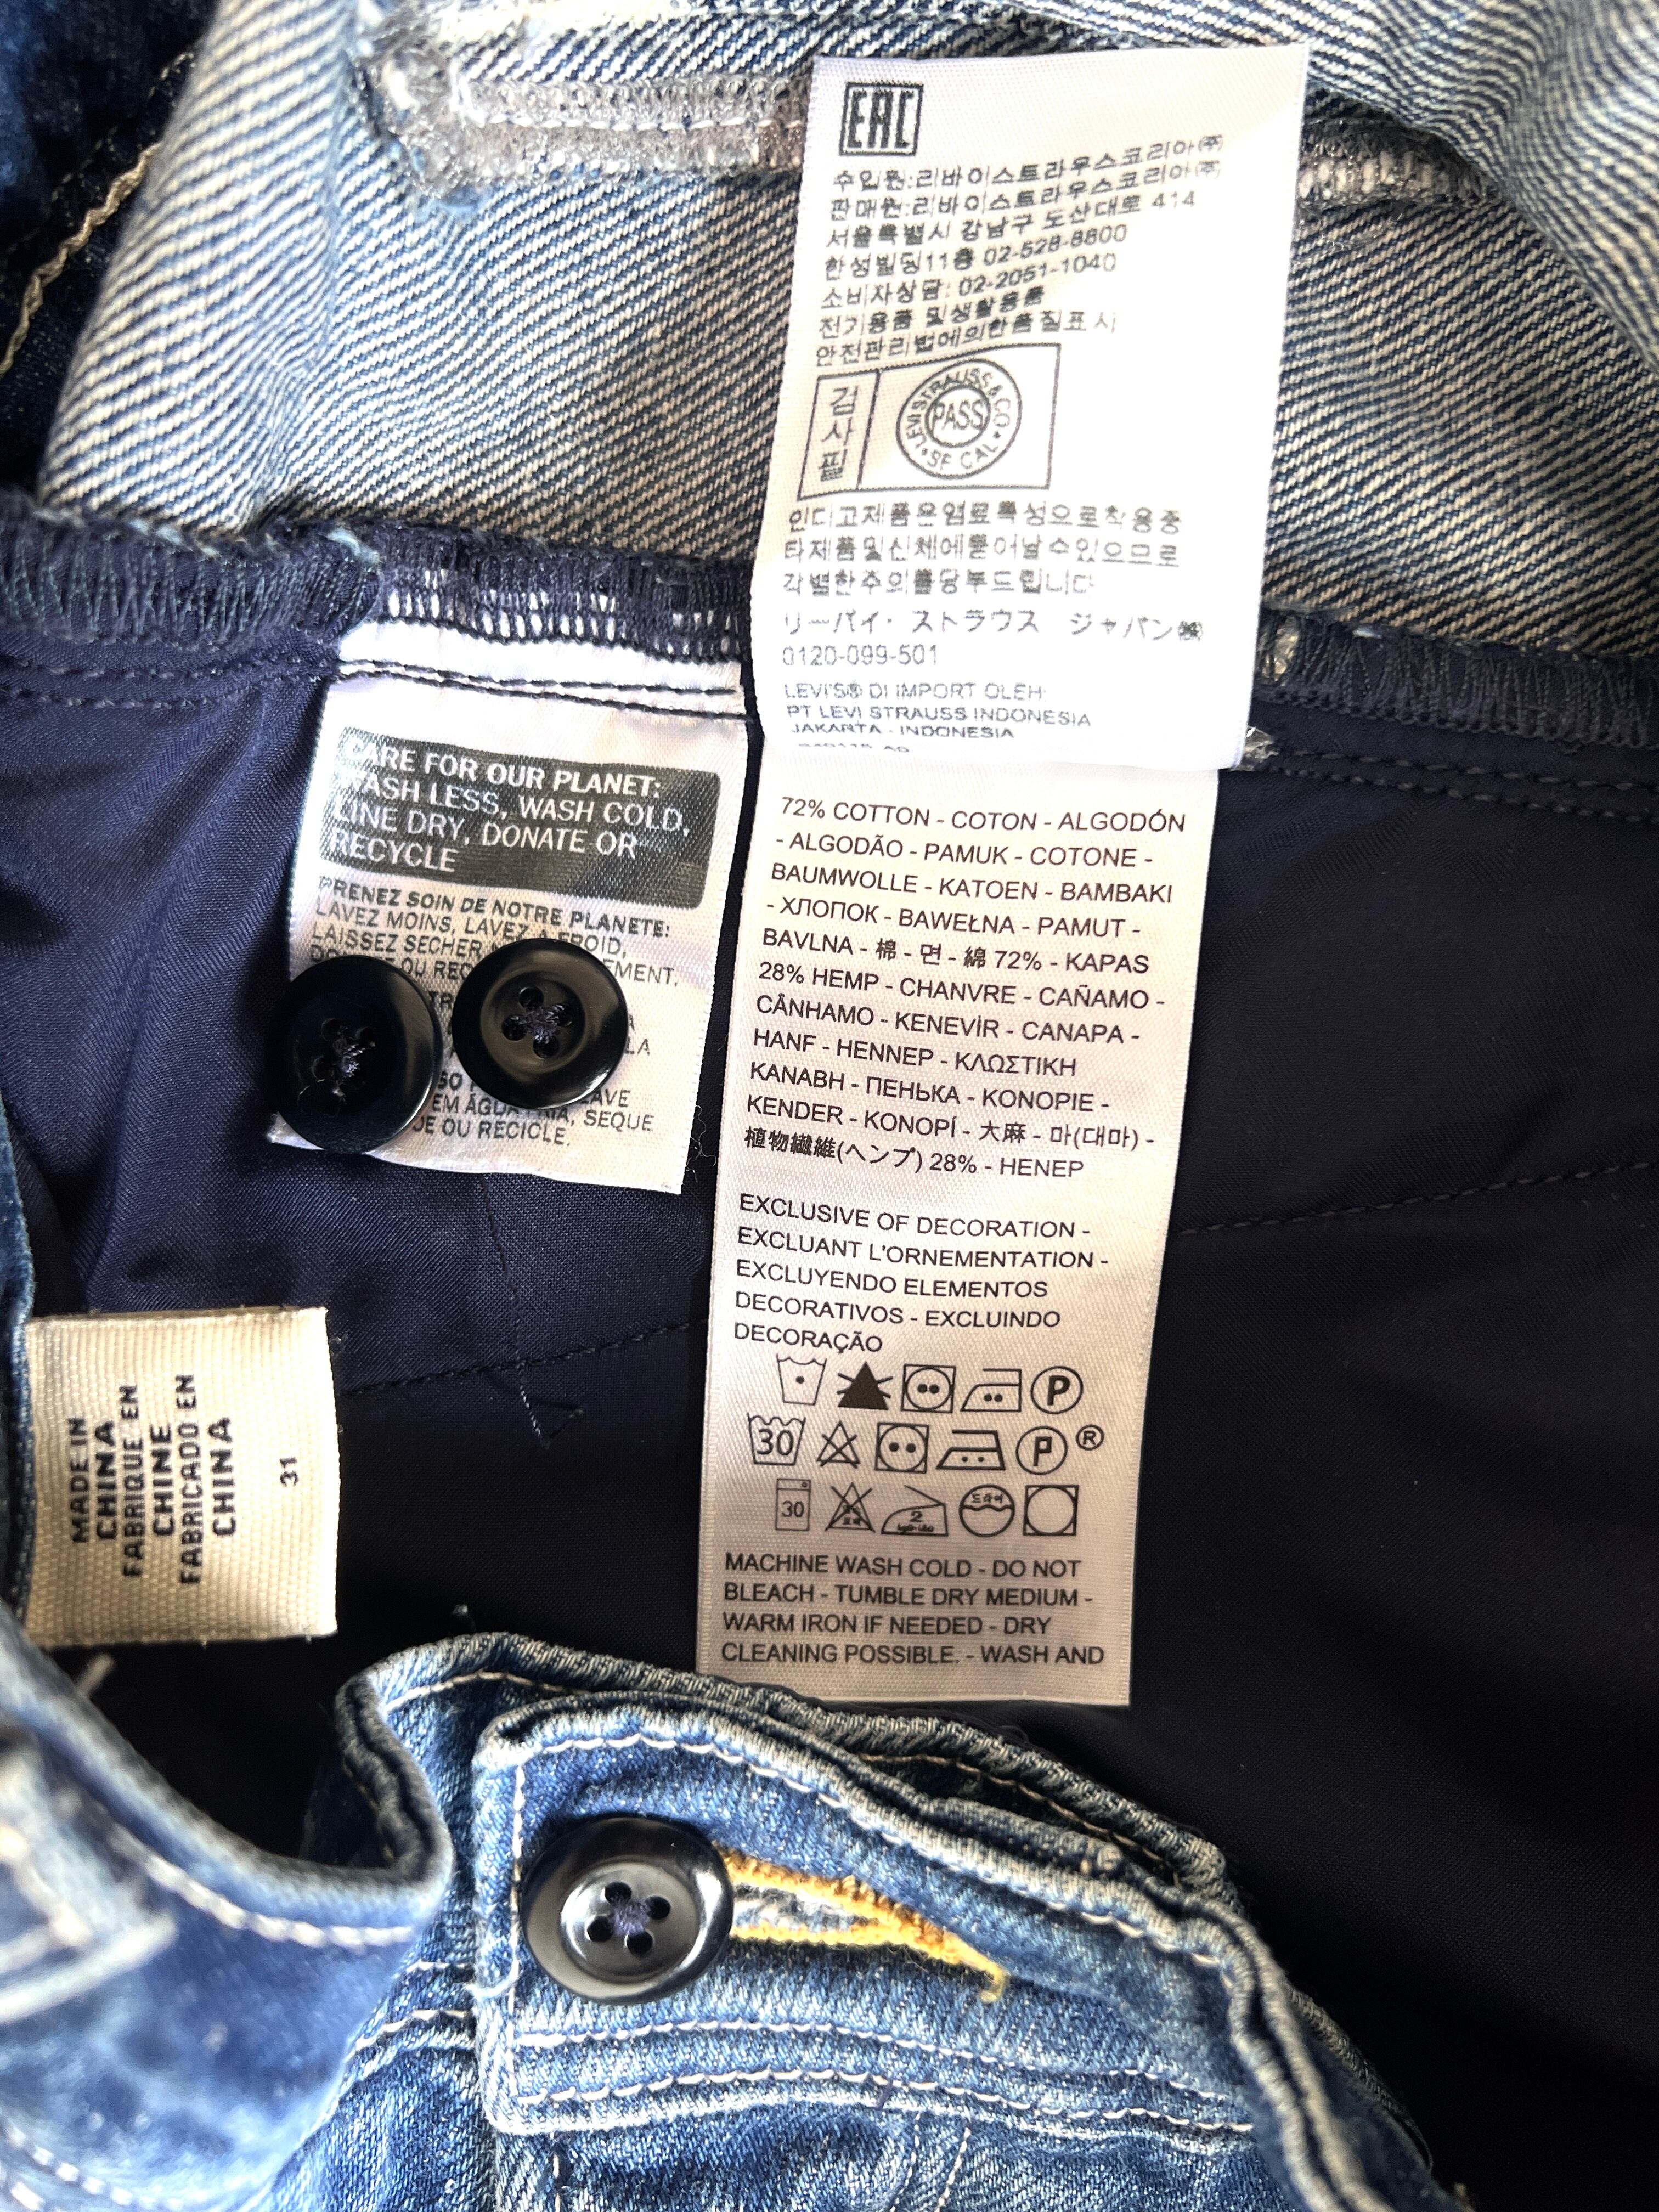 EAC
수입원:리바이스트라우스코리아㈜
판매원:리바이스트라우스코리아㈜
서울특별시 강남구 도산대로 414
한성빌딩11층 02-528-8800
소비자상담: 02-2051-1040
전기용품 및생활용품
안전관리법에의한품질표시
검사필
LEVI STRAUSS & CO
PASS
SF CAL
인디고제품은염료특성으로착용중
타제품및신체에묻어날수있으므로
각별한주의를당부드립니다
リーバイ・ストラウス ジャパン㈱
0120-099-501
LEVI'S® DI IMPORT OLEH:
PT LEVI STRAUSS INDONESIA
JAKARTA - INDONESIA
CARE FOR OUR PLANET:
WASH LESS, WASH COLD,
LINE DRY, DONATE OR
RECYCLE
PRENEZ SOIN DE NOTRE PLANETE:
LAVEZ MOINS, LAVEZ A FROID,
LAISSEZ SECHER
OU
EM ÁGUA FRIA, SEQUE
OU RECICLE.
72% COTTON - COTON - ALGODÓN
- ALGODÃO - PAMUK - COTONE -
BAUMWOLLE - KATOEN - BAMBAKI
- ХЛОПОК - BAWEŁNA - PAMUT -
BAVLNA - 棉 - 면 - 綿 72% - KAPAS
28% HEMP - CHANVRE - CAÑAMO -
CÂNHAMO - KENEVİR - CANAPA -
HANF - HENNEP - ΚΛΩΣΤΙΚΗ
ΚΑΝΑΒΗ - ПЕНЬКА - KONOPIE -
KENDER - KONOPÍ - 大麻 - 마(대마) -
植物繊維(ヘンプ) 28% - HENEP
EXCLUSIVE OF DECORATION -
EXCLUANT L'ORNEMENTATION -
EXCLUYENDO ELEMENTOS
DECORATIVOS - EXCLUINDO
DECORAÇÃO
P
30 P ®
30 2 드라이
MACHINE WASH COLD - DO NOT
BLEACH - TUMBLE DRY MEDIUM -
WARM IRON IF NEEDED - DRY
CLEANING POSSIBLE. - WASH AND
MADE IN
CHINA
FABRIQUE EN
CHINE
FABRICADO EN
CHINA
31